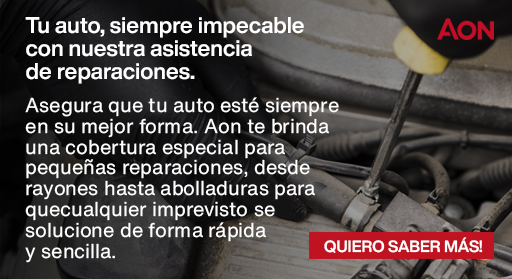 Tu auto, siempre impecable
con nuestra asistencia
de reparaciones.
AON
Asegura que tu auto esté siempre
en su mejor forma. Aon te brinda
una cobertura especial para
pequeñas reparaciones, desde
rayones hasta abolladuras para
quecualquier imprevisto se
solucione de forma rápida
y sencilla.
QUIERO SABER MÁS!